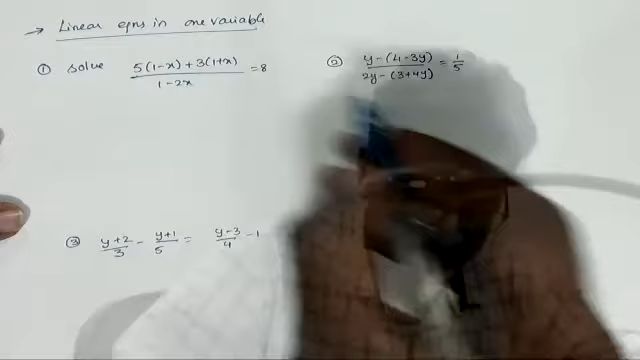 → Linear eqns in one variable
① solve 5(1-x)+3(1+x) / 1-2x = 8
② y-(4-3y) / 2y-(3+4y) = 1/5
③ y+2/3 - y+1/5 = y-3/4 - 1